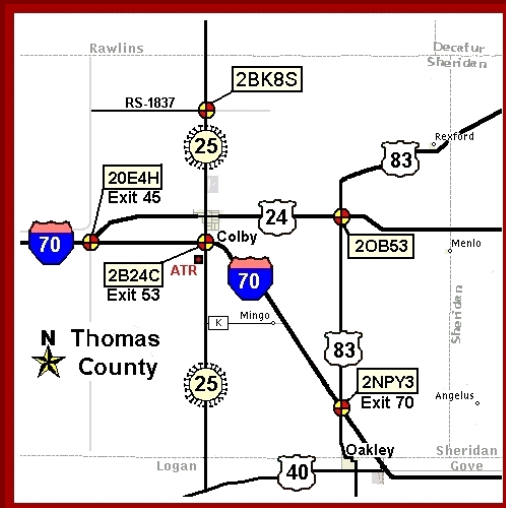 Rawlins
Decatur
Sheridan
2BK8S
RS-1837
25
Rexford
83
20E4H
Exit 45
24
70
Colby
2OB53
Menlo
2B24C
Exit 53
ATR
70
K
Mingo
Sheridan
N Thomas
County
83
25
2NPY3
Exit 70
Angelus
Oakley
Logan
40
Sheridan
Gove